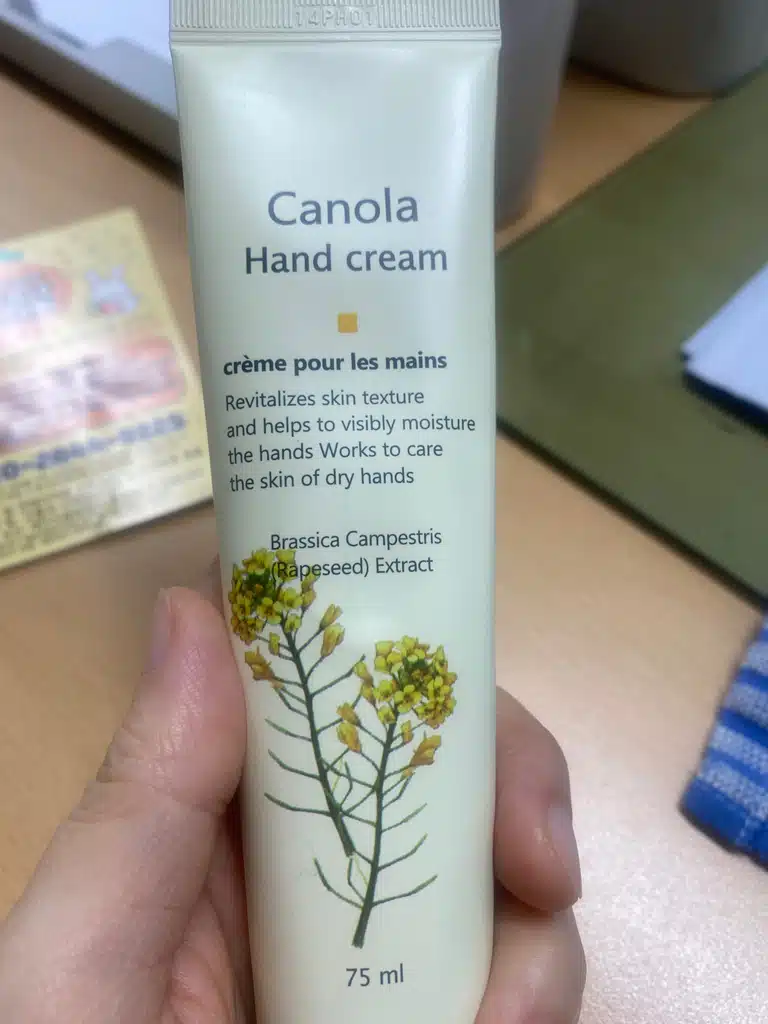 14PH01
Canola
Hand cream
crème pour les mains
Revitalizes skin texture
and helps to visibly moisture
the hands Works to care
the skin of dry hands
Brassica Campestris
(Rapeseed) Extract
75 ml